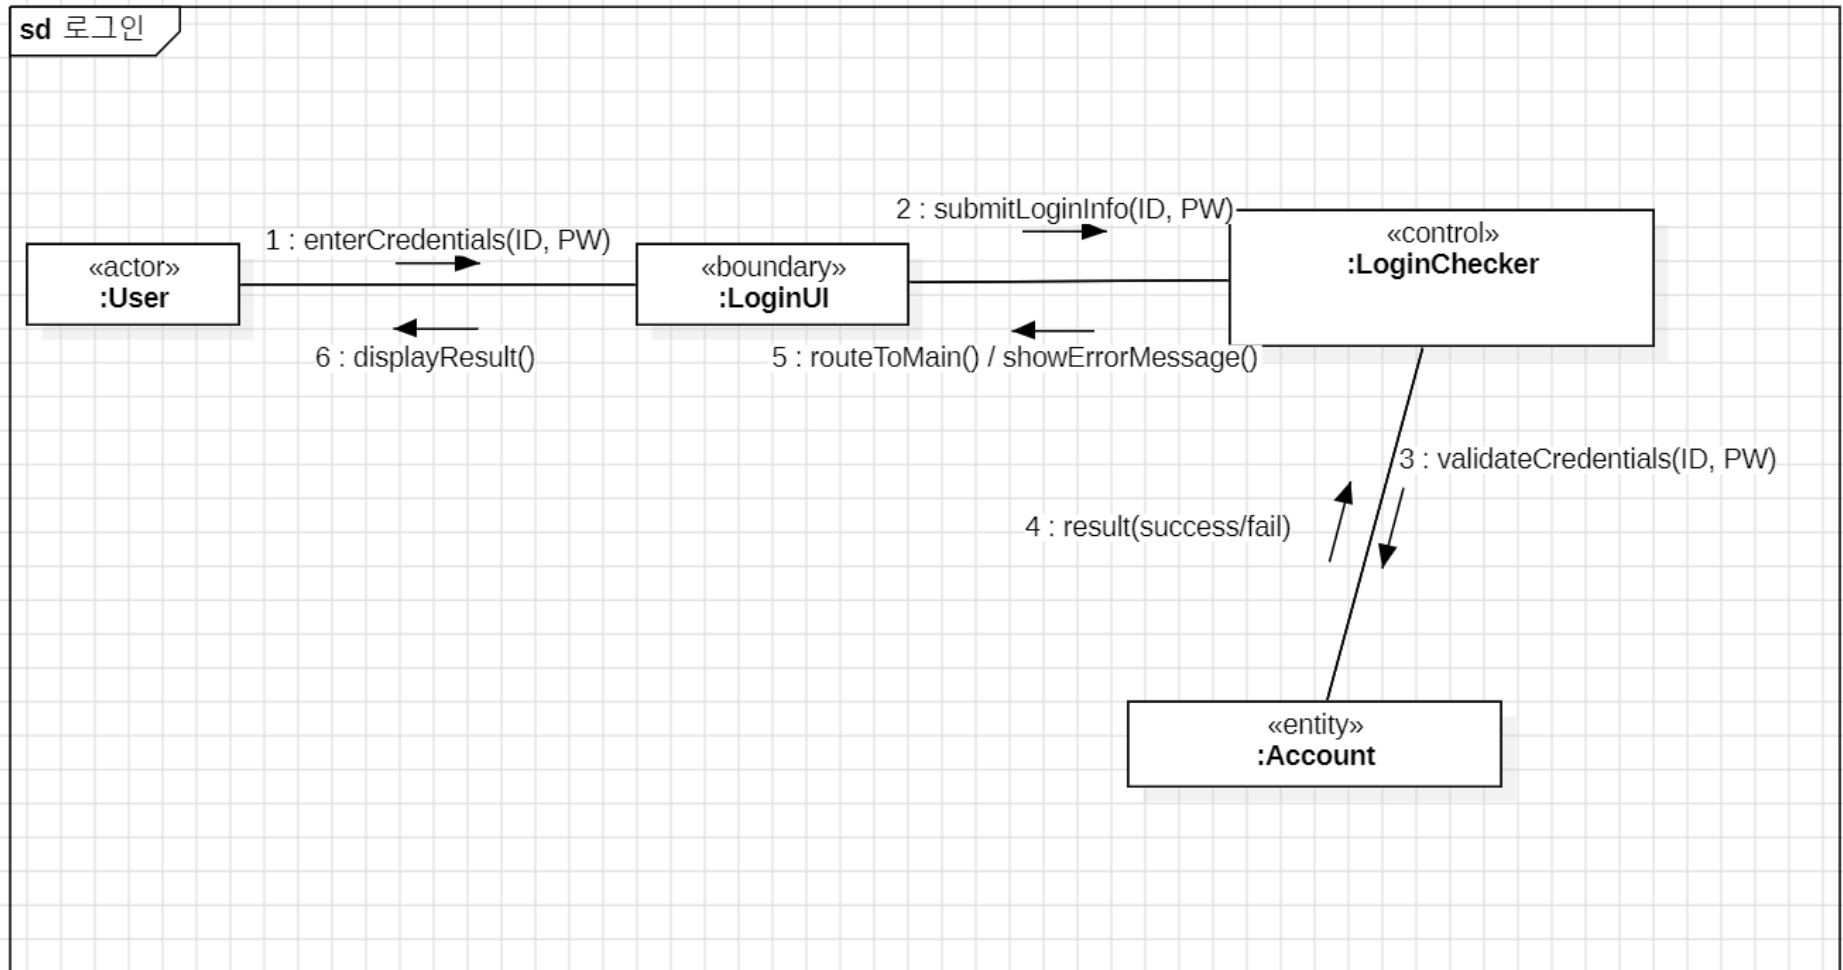 sd 로그인
2 : submitLoginInfo(ID, PW)
1 : enterCredentials(ID, PW)
«actor»
:User
«boundary»
:LoginUI
«control»
:LoginChecker
6 : displayResult()
5 : routeToMain() / showErrorMessage()
3 : validateCredentials(ID, PW)
4 : result(success/fail)
«entity»
:Account